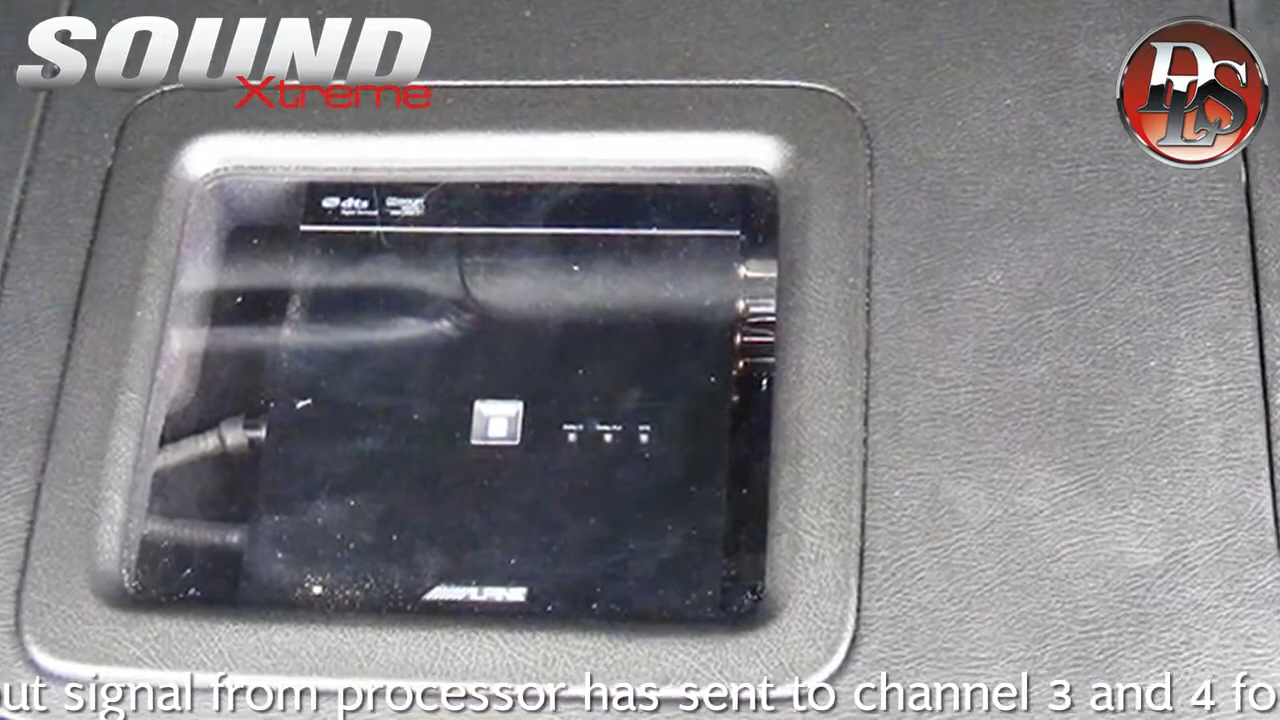 SOUND
Xtreme
DLS
dts
ALPINE
ut signal from processor has sent to channel 3 and 4 fo